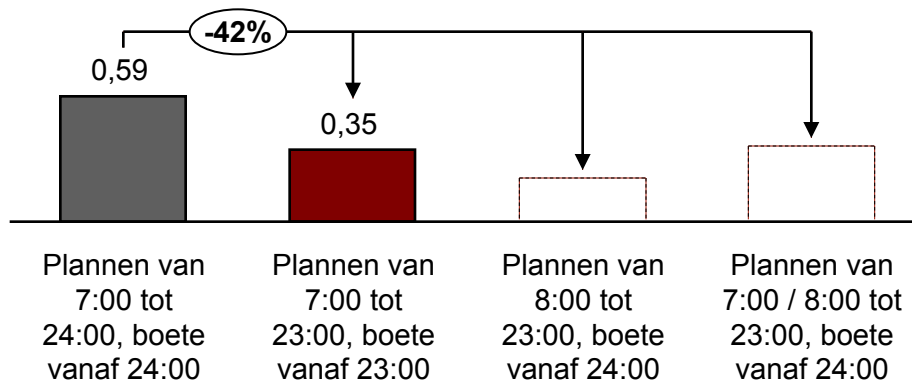 -42%
0,59
0,35
Plannen van
7:00 tot
24:00, boete
vanaf 24:00
Plannen van
7:00 tot
23:00, boete
vanaf 23:00
Plannen van
8:00 tot
23:00, boete
vanaf 24:00
Plannen van
7:00 / 8:00 tot
23:00, boete
vanaf 24:00